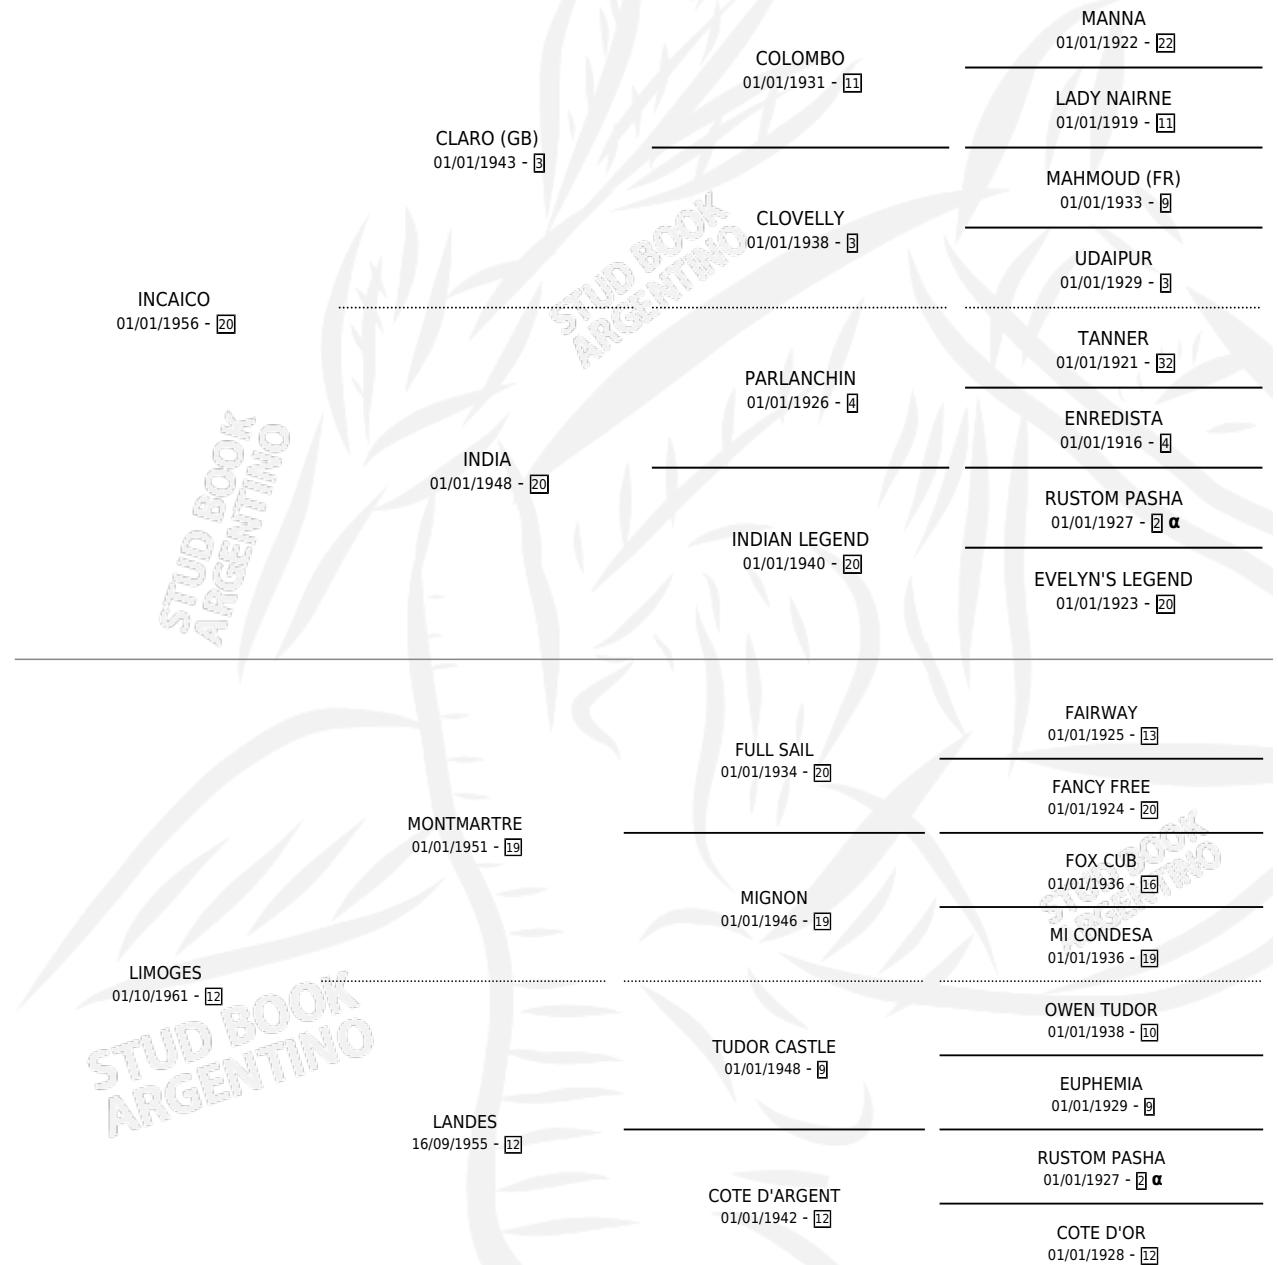 MANNA
01/01/1922 - 22
COLOMBO
01/01/1931 - 11
LADY NAIRNE
01/01/1919 - 11
CLARO (GB)
01/01/1943 - 3
MAHMOUD (FR)
01/01/1933 - 9
CLOVELLY
01/01/1938 - 3
UDAIPUR
01/01/1929 - 3
INCAICO
01/01/1956 - 20
TANNER
01/01/1921 - 32
PARLANCHIN
01/01/1926 - 4
ENREDISTA
01/01/1916 - 4
INDIA
01/01/1948 - 20
RUSTOM PASHA
01/01/1927 - 2 α
INDIAN LEGEND
01/01/1940 - 20
EVELYN'S LEGEND
01/01/1923 - 20
FAIRWAY
01/01/1925 - 13
FULL SAIL
01/01/1934 - 20
FANCY FREE
01/01/1924 - 20
MONTMARTRE
01/01/1951 - 19
FOX CUB
01/01/1936 - 16
MIGNON
01/01/1946 - 19
MI CONDESA
01/01/1936 - 19
LIMOGES
01/10/1961 - 12
OWEN TUDOR
01/01/1938 - 10
TUDOR CASTLE
01/01/1948 - 9
EUPHEMIA
01/01/1929 - 9
LANDES
16/09/1955 - 12
RUSTOM PASHA
01/01/1927 - 2 α
COTE D'ARGENT
01/01/1942 - 12
COTE D'OR
01/01/1928 - 12
STUD BOOK
ARGENTINO
STUD BOOK
ARGENTINO
STUD BOOK
ARGENTINO
STUD BOOK
ARGENTINO